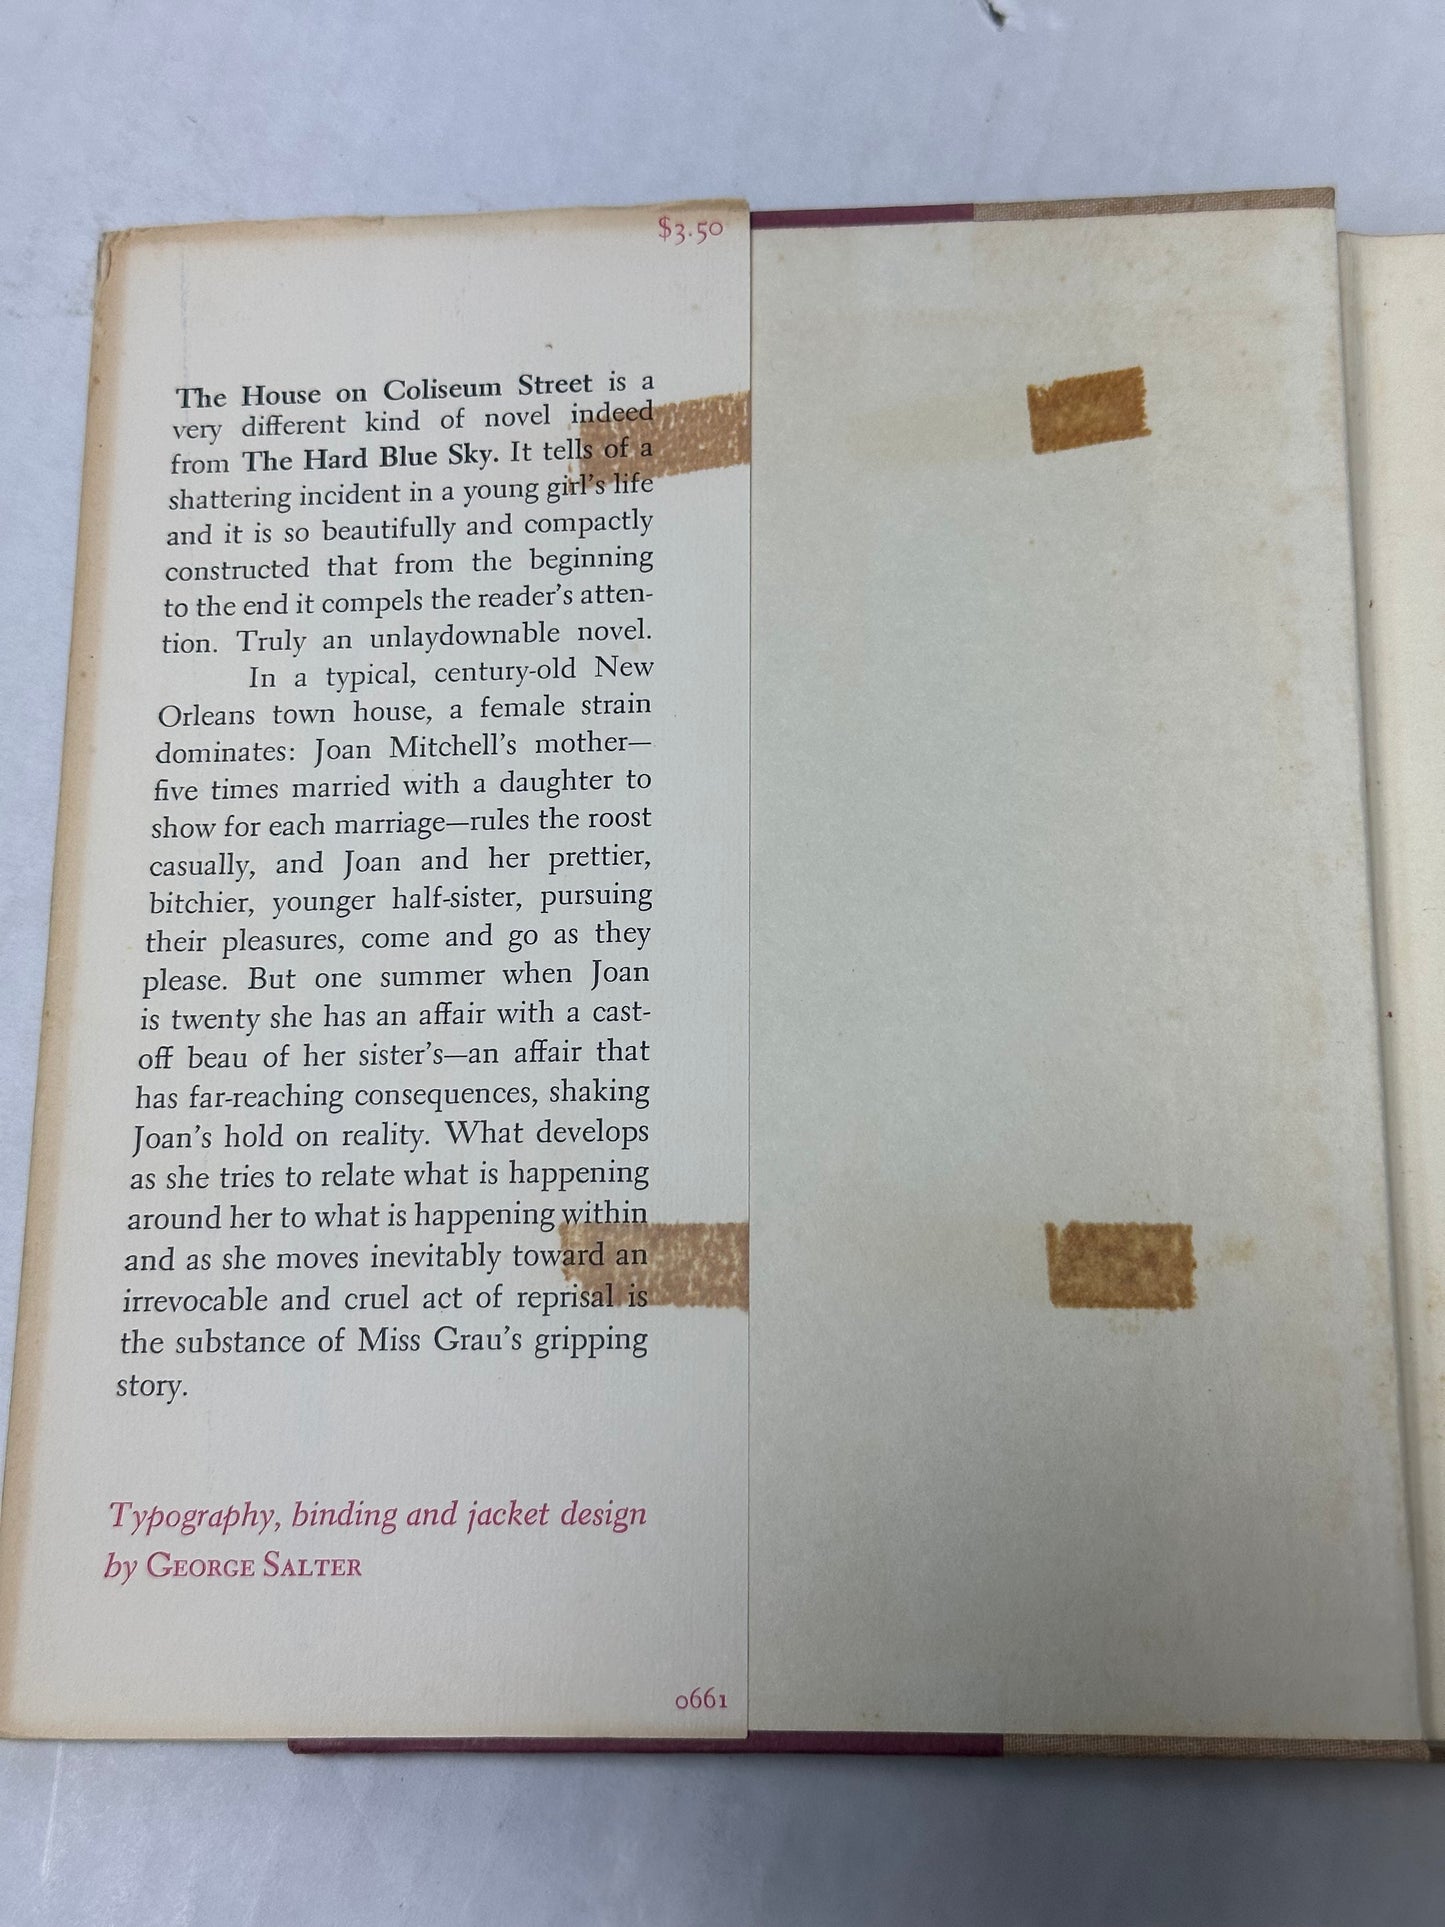 $3.50
The House on Coliseum Street is a
very different kind of novel indeed
from The Hard Blue Sky. It tells of a
shattering incident in a young girl's life
and it is so beautifully and compactly
constructed that from the beginning
to the end it compels the reader's atten-
tion. Truly an unlaydownable novel.
In a typical, century-old New
Orleans town house, a female strain
dominates: Joan Mitchell's mother—
five times married with a daughter to
show for each marriage—rules the roost
casually, and Joan and her prettier,
bitchier, younger half-sister, pursuing
their pleasures, come and go as they
please. But one summer when Joan
is twenty she has an affair with a cast-
off beau of her sister's—an affair that
has far-reaching consequences, shaking
Joan's hold on reality. What develops
as she tries to relate what is happening
around her to what is happening within
and as she moves inevitably toward an
irrevocable and cruel act of reprisal is
the substance of Miss Grau's gripping
story.
Typography, binding and jacket design
by GEORGE SALTER
0661